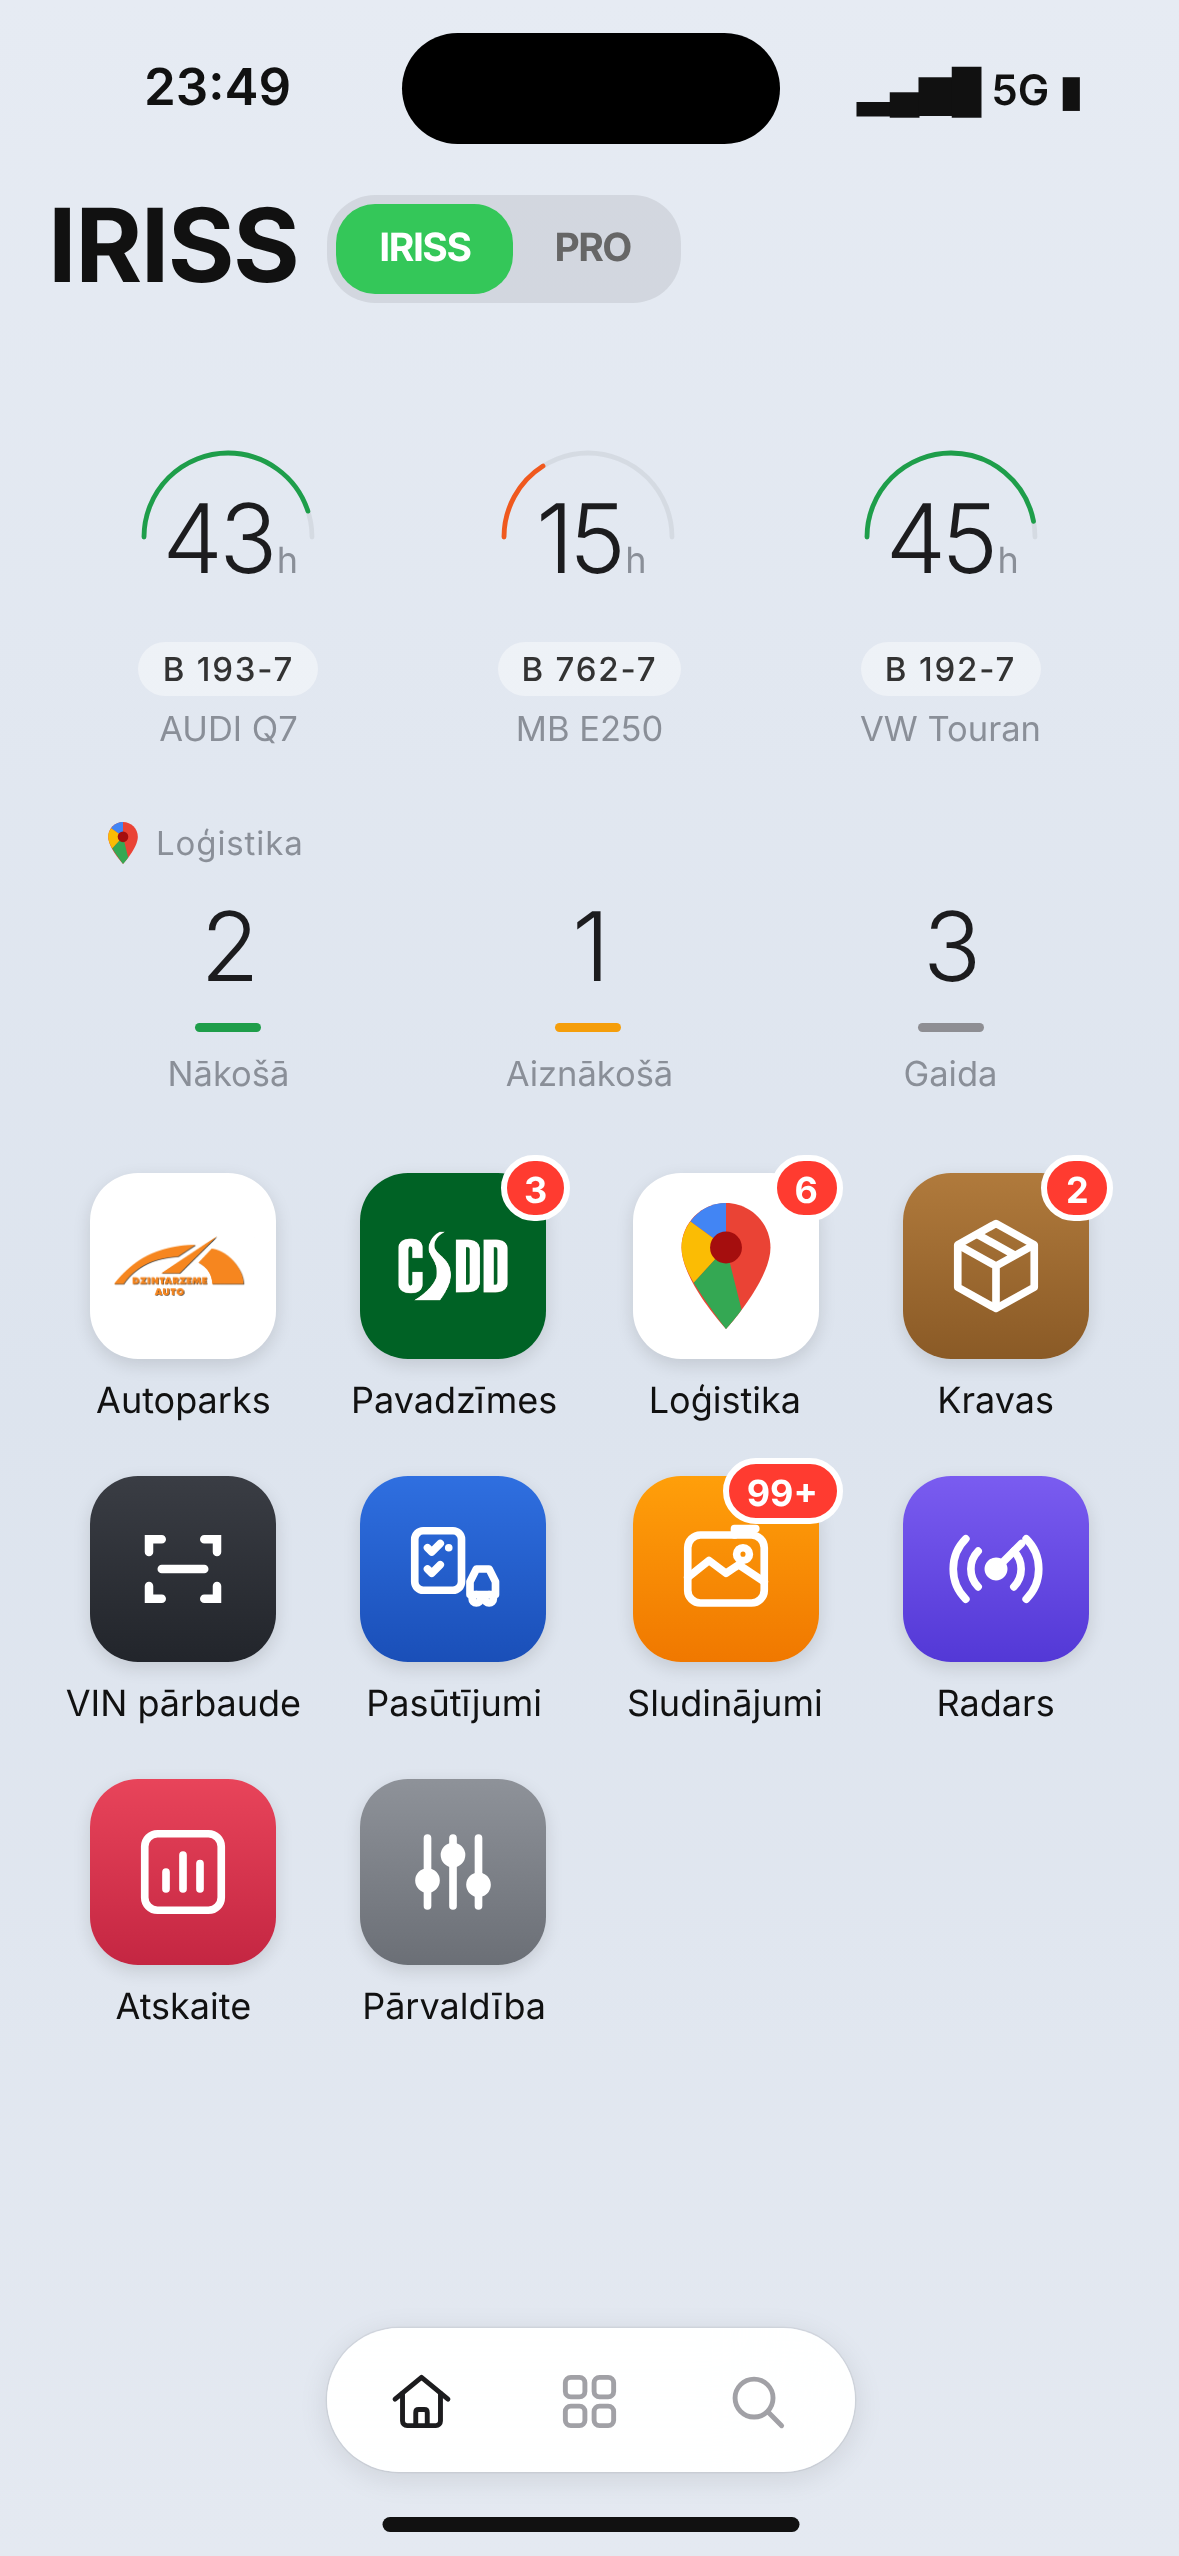 23:49
5G
IRISS
IRISS PRO
43h
15h
45h
B 193-7
B 762-7
B 192-7
AUDI Q7
MB E250
VW Touran
Loģistika
2
1
3
Nākošā
Aiznākošā
Gaida
3
6
2
DZINTARZEME
AUTO
CSDD
Autoparks
Pavadzīmes
Loģistika
Kravas
99+
VIN pārbaude
Pasūtījumi
Sludinājumi
Radars
Atskaite
Pārvaldība